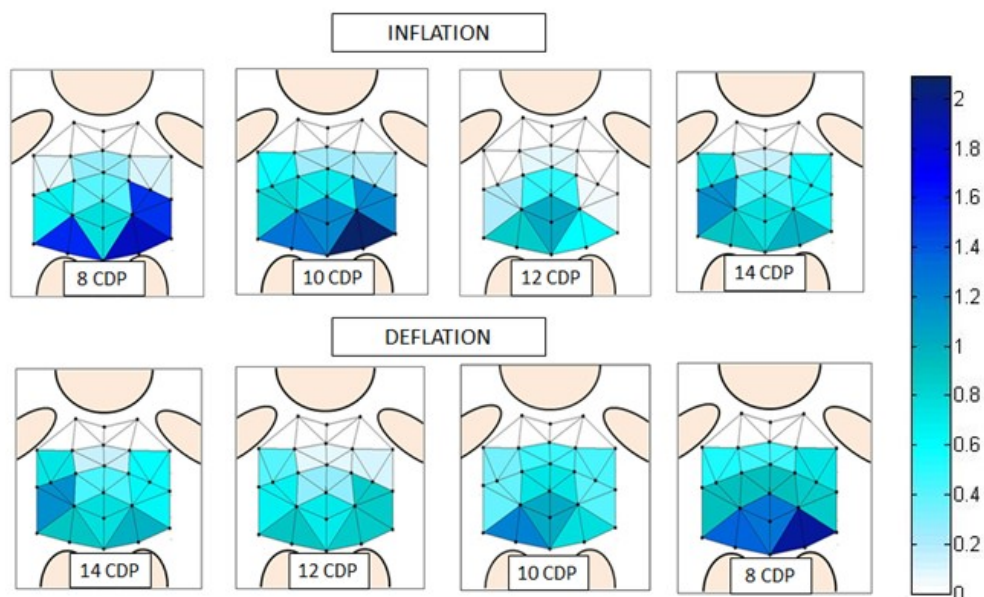 INFLATION
8 CDP
10 CDP
12 CDP
14 CDP
DEFLATION
14 CDP
12 CDP
10 CDP
8 CDP
2
1.8
1.6
1.4
1.2
1
0.8
0.6
0.4
0.2
0